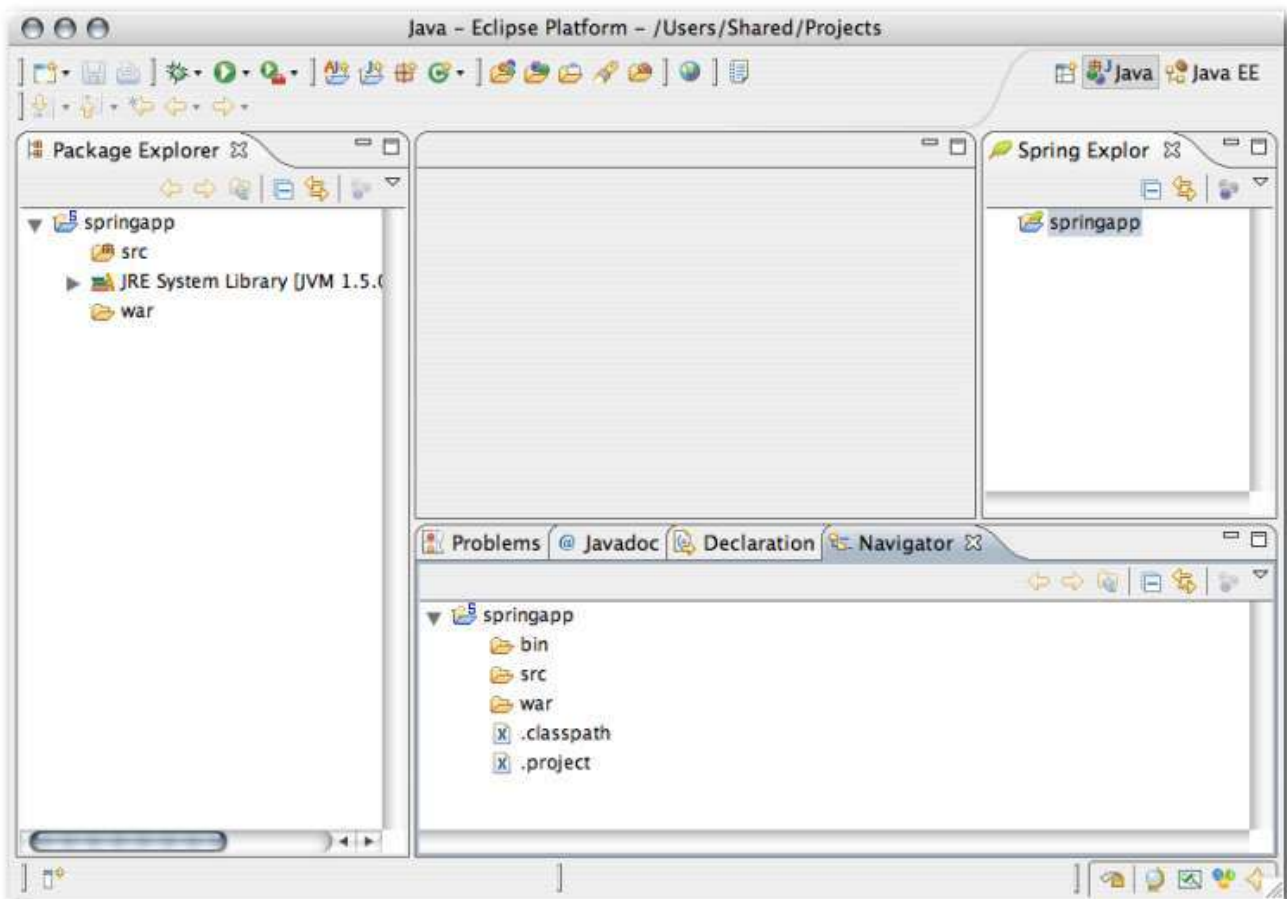 Java – Eclipse Platform – /Users/Shared/Projects
Java Java EE
Package Explorer
springapp
src
JRE System Library [JVM 1.5.0
war
Spring Explor
springapp
Problems @ Javadoc Declaration Navigator
springapp
bin
src
war
.classpath
.project